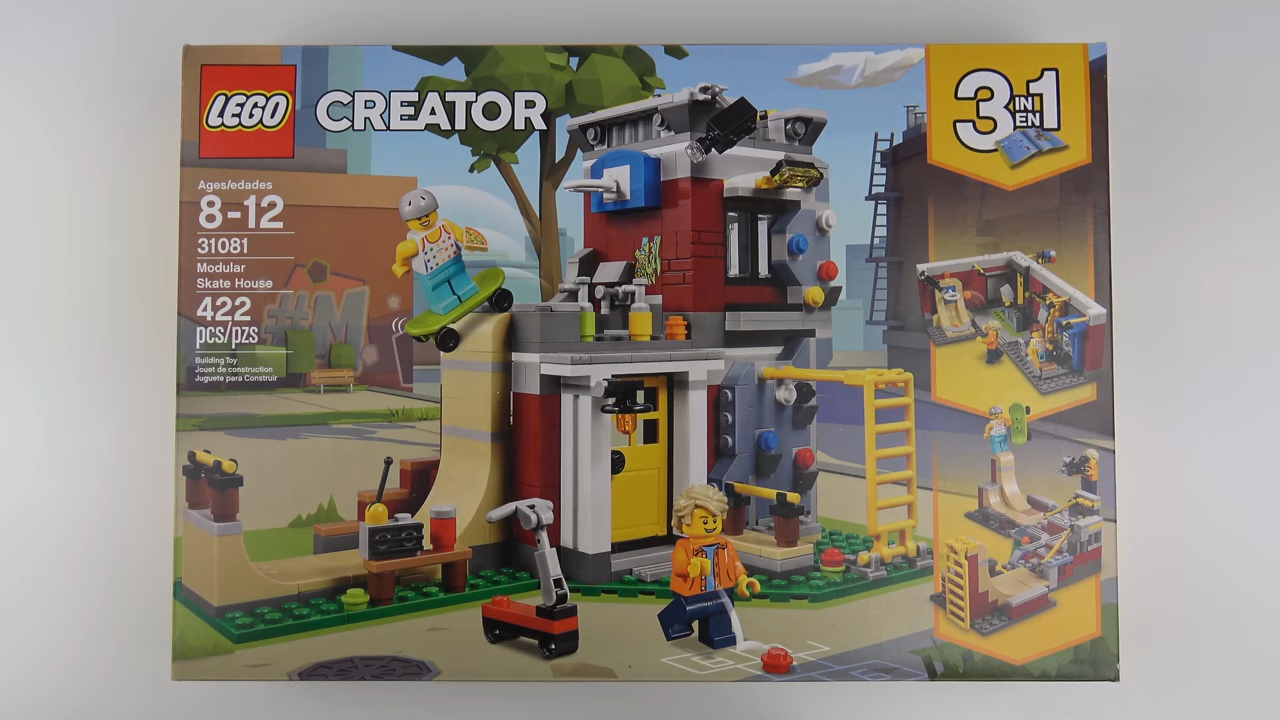 LEGO CREATOR
3 IN EN 1
Ages/edades
8-12
31081
Modular
Skate House
422
pcs/pzs
Building Toy
Jouet de construction
Juguete para Construir
#M